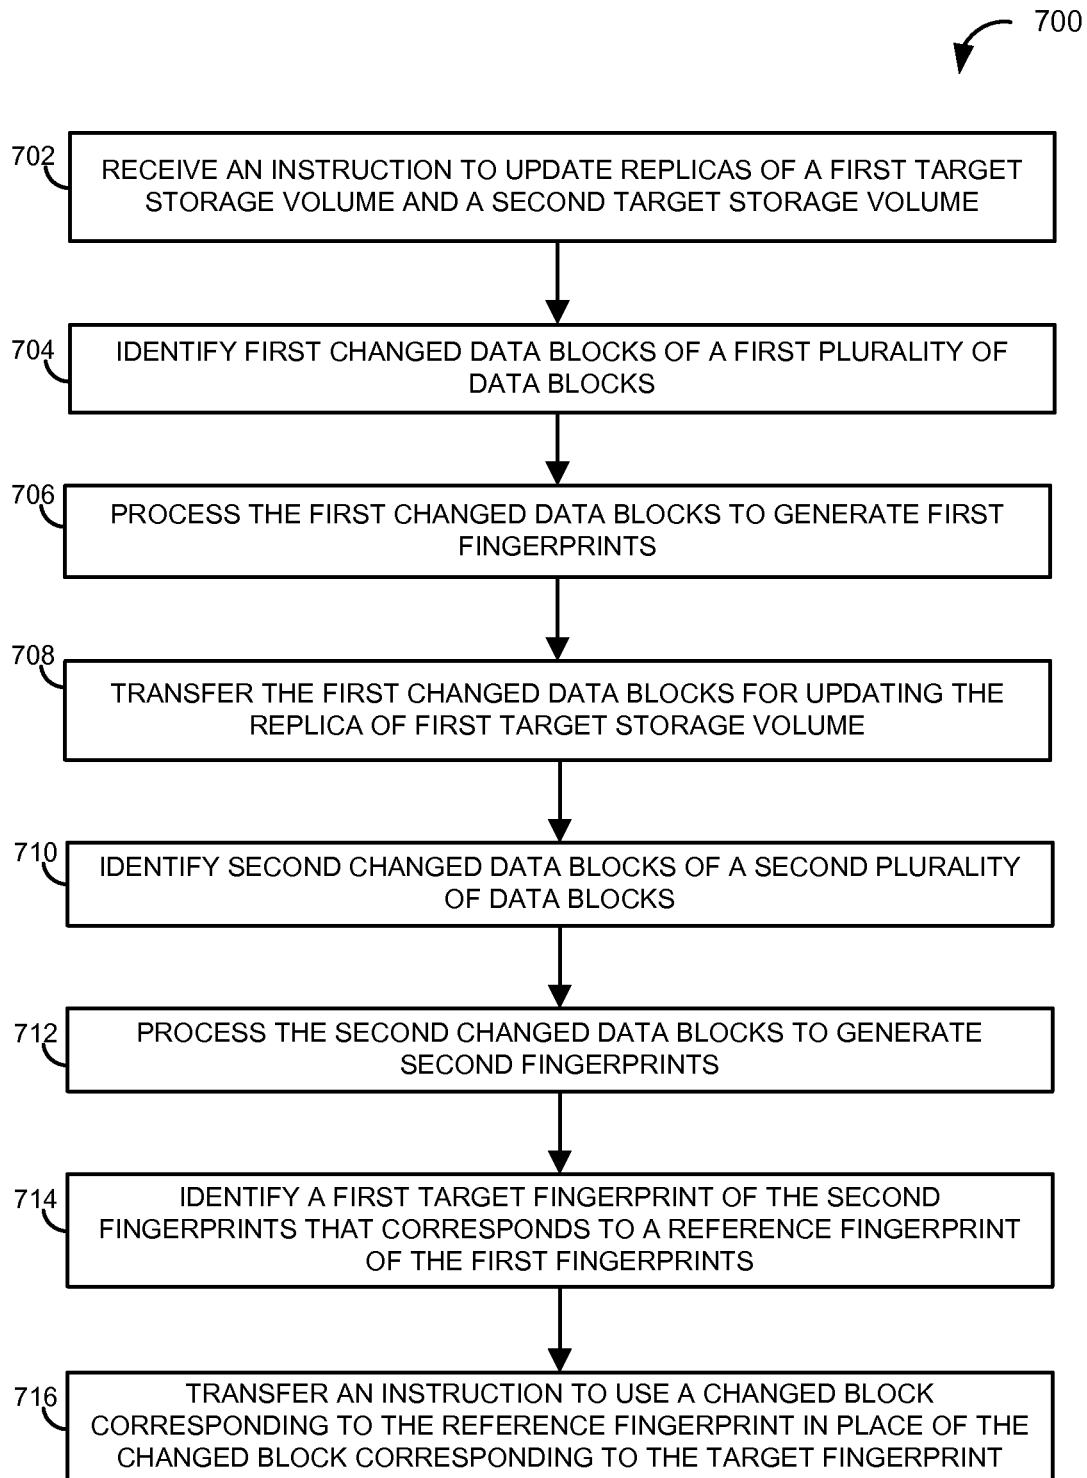 700
702
RECEIVE AN INSTRUCTION TO UPDATE REPLICAS OF A FIRST TARGET
STORAGE VOLUME AND A SECOND TARGET STORAGE VOLUME
704
IDENTIFY FIRST CHANGED DATA BLOCKS OF A FIRST PLURALITY OF
DATA BLOCKS
706
PROCESS THE FIRST CHANGED DATA BLOCKS TO GENERATE FIRST
FINGERPRINTS
708
TRANSFER THE FIRST CHANGED DATA BLOCKS FOR UPDATING THE
REPLICA OF FIRST TARGET STORAGE VOLUME
710
IDENTIFY SECOND CHANGED DATA BLOCKS OF A SECOND PLURALITY
OF DATA BLOCKS
712
PROCESS THE SECOND CHANGED DATA BLOCKS TO GENERATE
SECOND FINGERPRINTS
714
IDENTIFY A FIRST TARGET FINGERPRINT OF THE SECOND
FINGERPRINTS THAT CORRESPONDS TO A REFERENCE FINGERPRINT
OF THE FIRST FINGERPRINTS
716
TRANSFER AN INSTRUCTION TO USE A CHANGED BLOCK
CORRESPONDING TO THE REFERENCE FINGERPRINT IN PLACE OF THE
CHANGED BLOCK CORRESPONDING TO THE TARGET FINGERPRINT